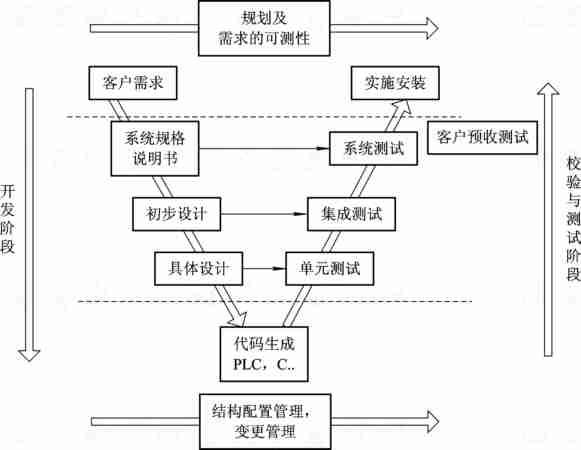 规划及
需求的可测性
客户需求
实施安装
系统规格
说明书
系统测试
客户预收测试
初步设计
集成测试
具体设计
单元测试
代码生成
PLC，C..
结构配置管理，
变更管理
开发阶段
校验与测试阶段